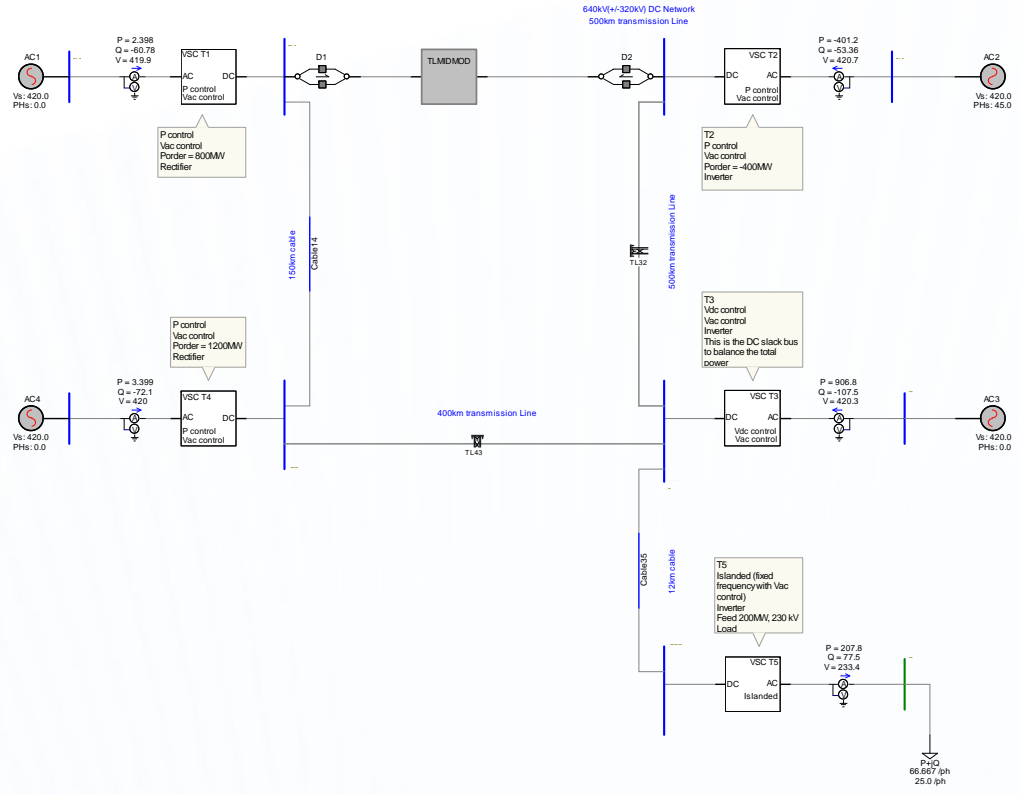 640kV(+/-320kV) DC Network
500km transmission Line
AC1
Vs: 420.0
PHs: 0.0
P = 2.398
Q = -60.78
V = 419.9
A
V
VSC T1
AC
DC
P control
Vac control
D1
TLMIDMOD
D2
VSC T2
DC
AC
P control
Vac control
P = -401.2
Q = -53.36
V = 420.7
A
V
AC2
Vs: 420.0
PHs: 45.0
P control
Vac control
Porder = 800MW
Rectifier
T2
P control
Vac control
Porder = -400MW
Inverter
150km cable
Cable14
TL32
500km transmission Line
P control
Vac control
Porder = 1200MW
Rectifier
T3
Vdc control
Vac control
Inverter
This is the DC slack bus
to balance the total
power
AC4
Vs: 420.0
PHs: 0.0
P = 3.399
Q = -72.1
V = 420
A
V
VSC T4
AC
DC
P control
Vac control
400km transmission Line
TL43
VSC T3
DC
AC
Vdc control
Vac control
P = 906.8
Q = -107.5
V = 420.3
A
V
AC3
Vs: 420.0
PHs: 0.0
Cable35
12km cable
T5
Islanded (fixed
frequency with Vac
control)
Inverter
Feed 200MW, 230 kV
Load
VSC T5
DC
AC
Islanded
P = 207.8
Q = 77.5
V = 233.4
A
V
P+jQ
66.667 /ph
25.0 /ph